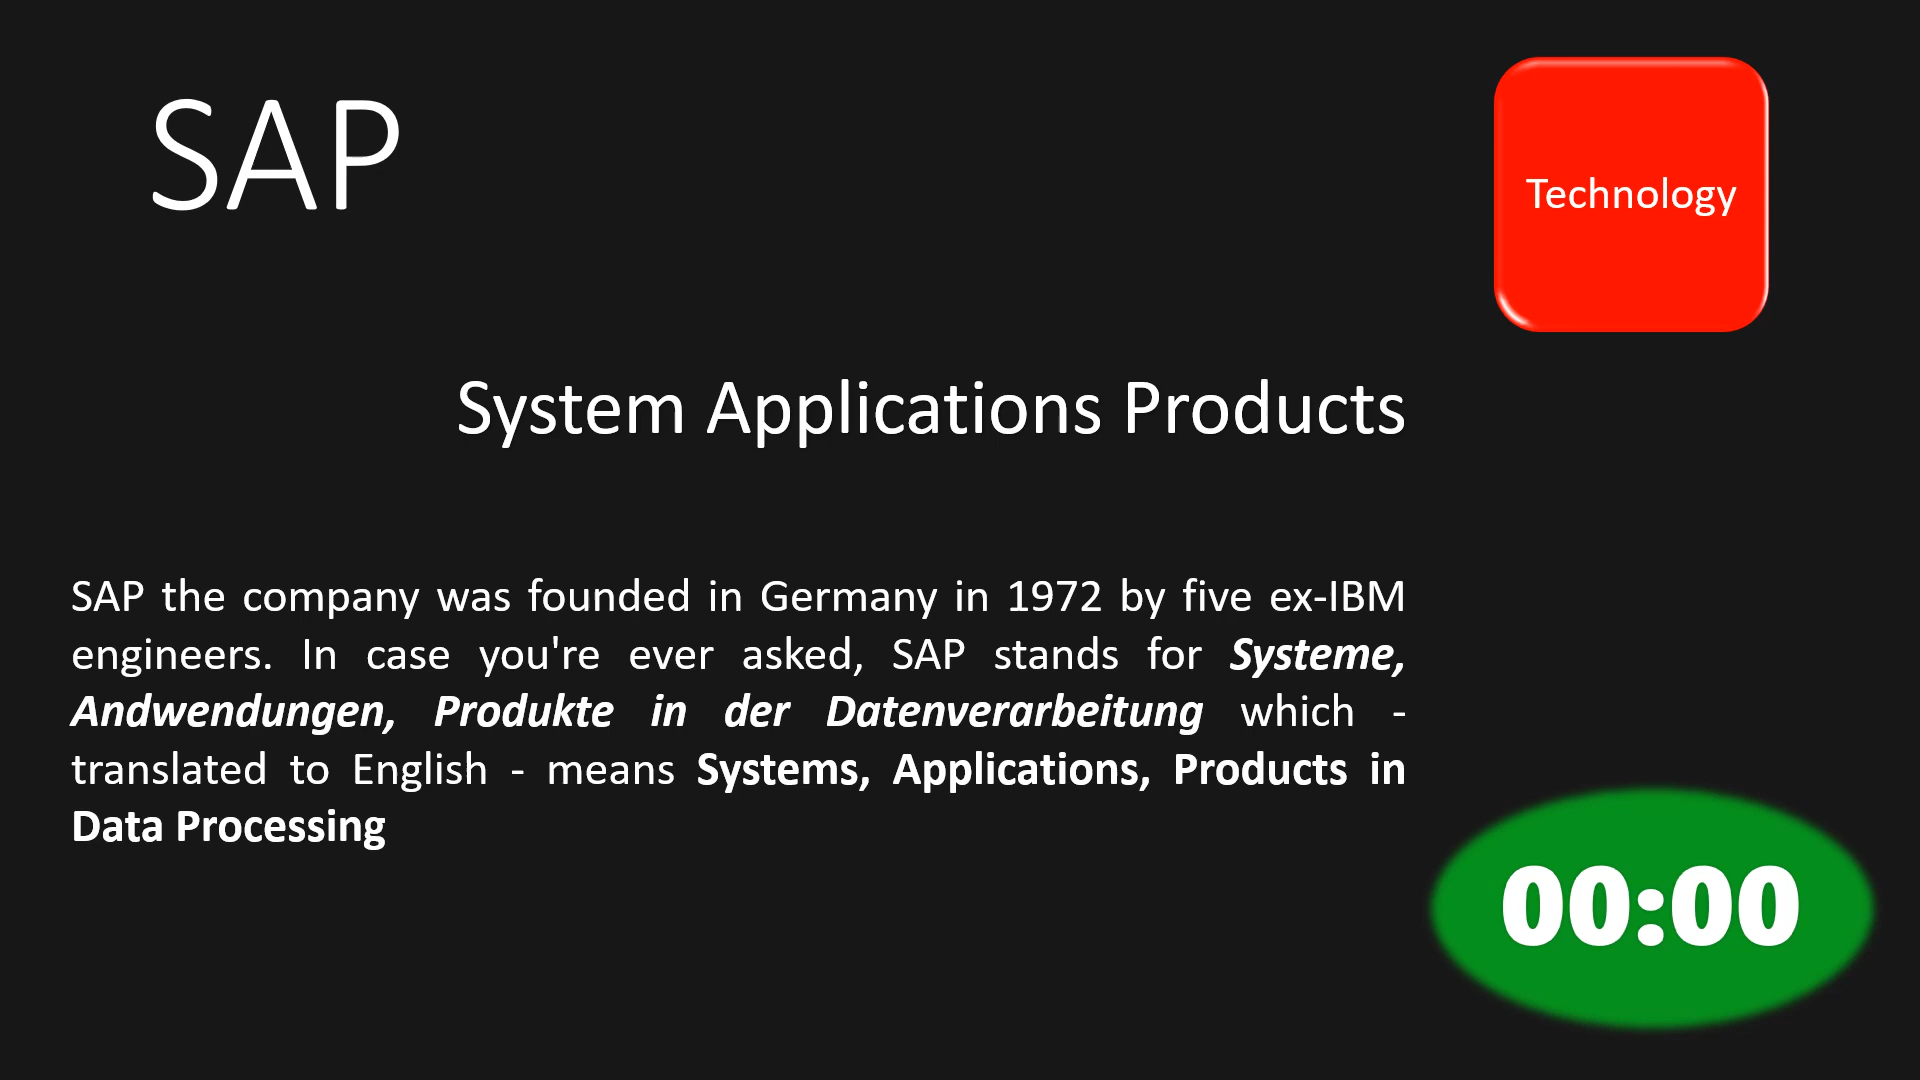 SAP
Technology
System Applications Products
SAP the company was founded in Germany in 1972 by five ex-IBM
engineers. In case you're ever asked, SAP stands for Systeme,
Andwendungen, Produkte in der Datenverarbeitung which -
translated to English - means Systems, Applications, Products in
Data Processing
00:00